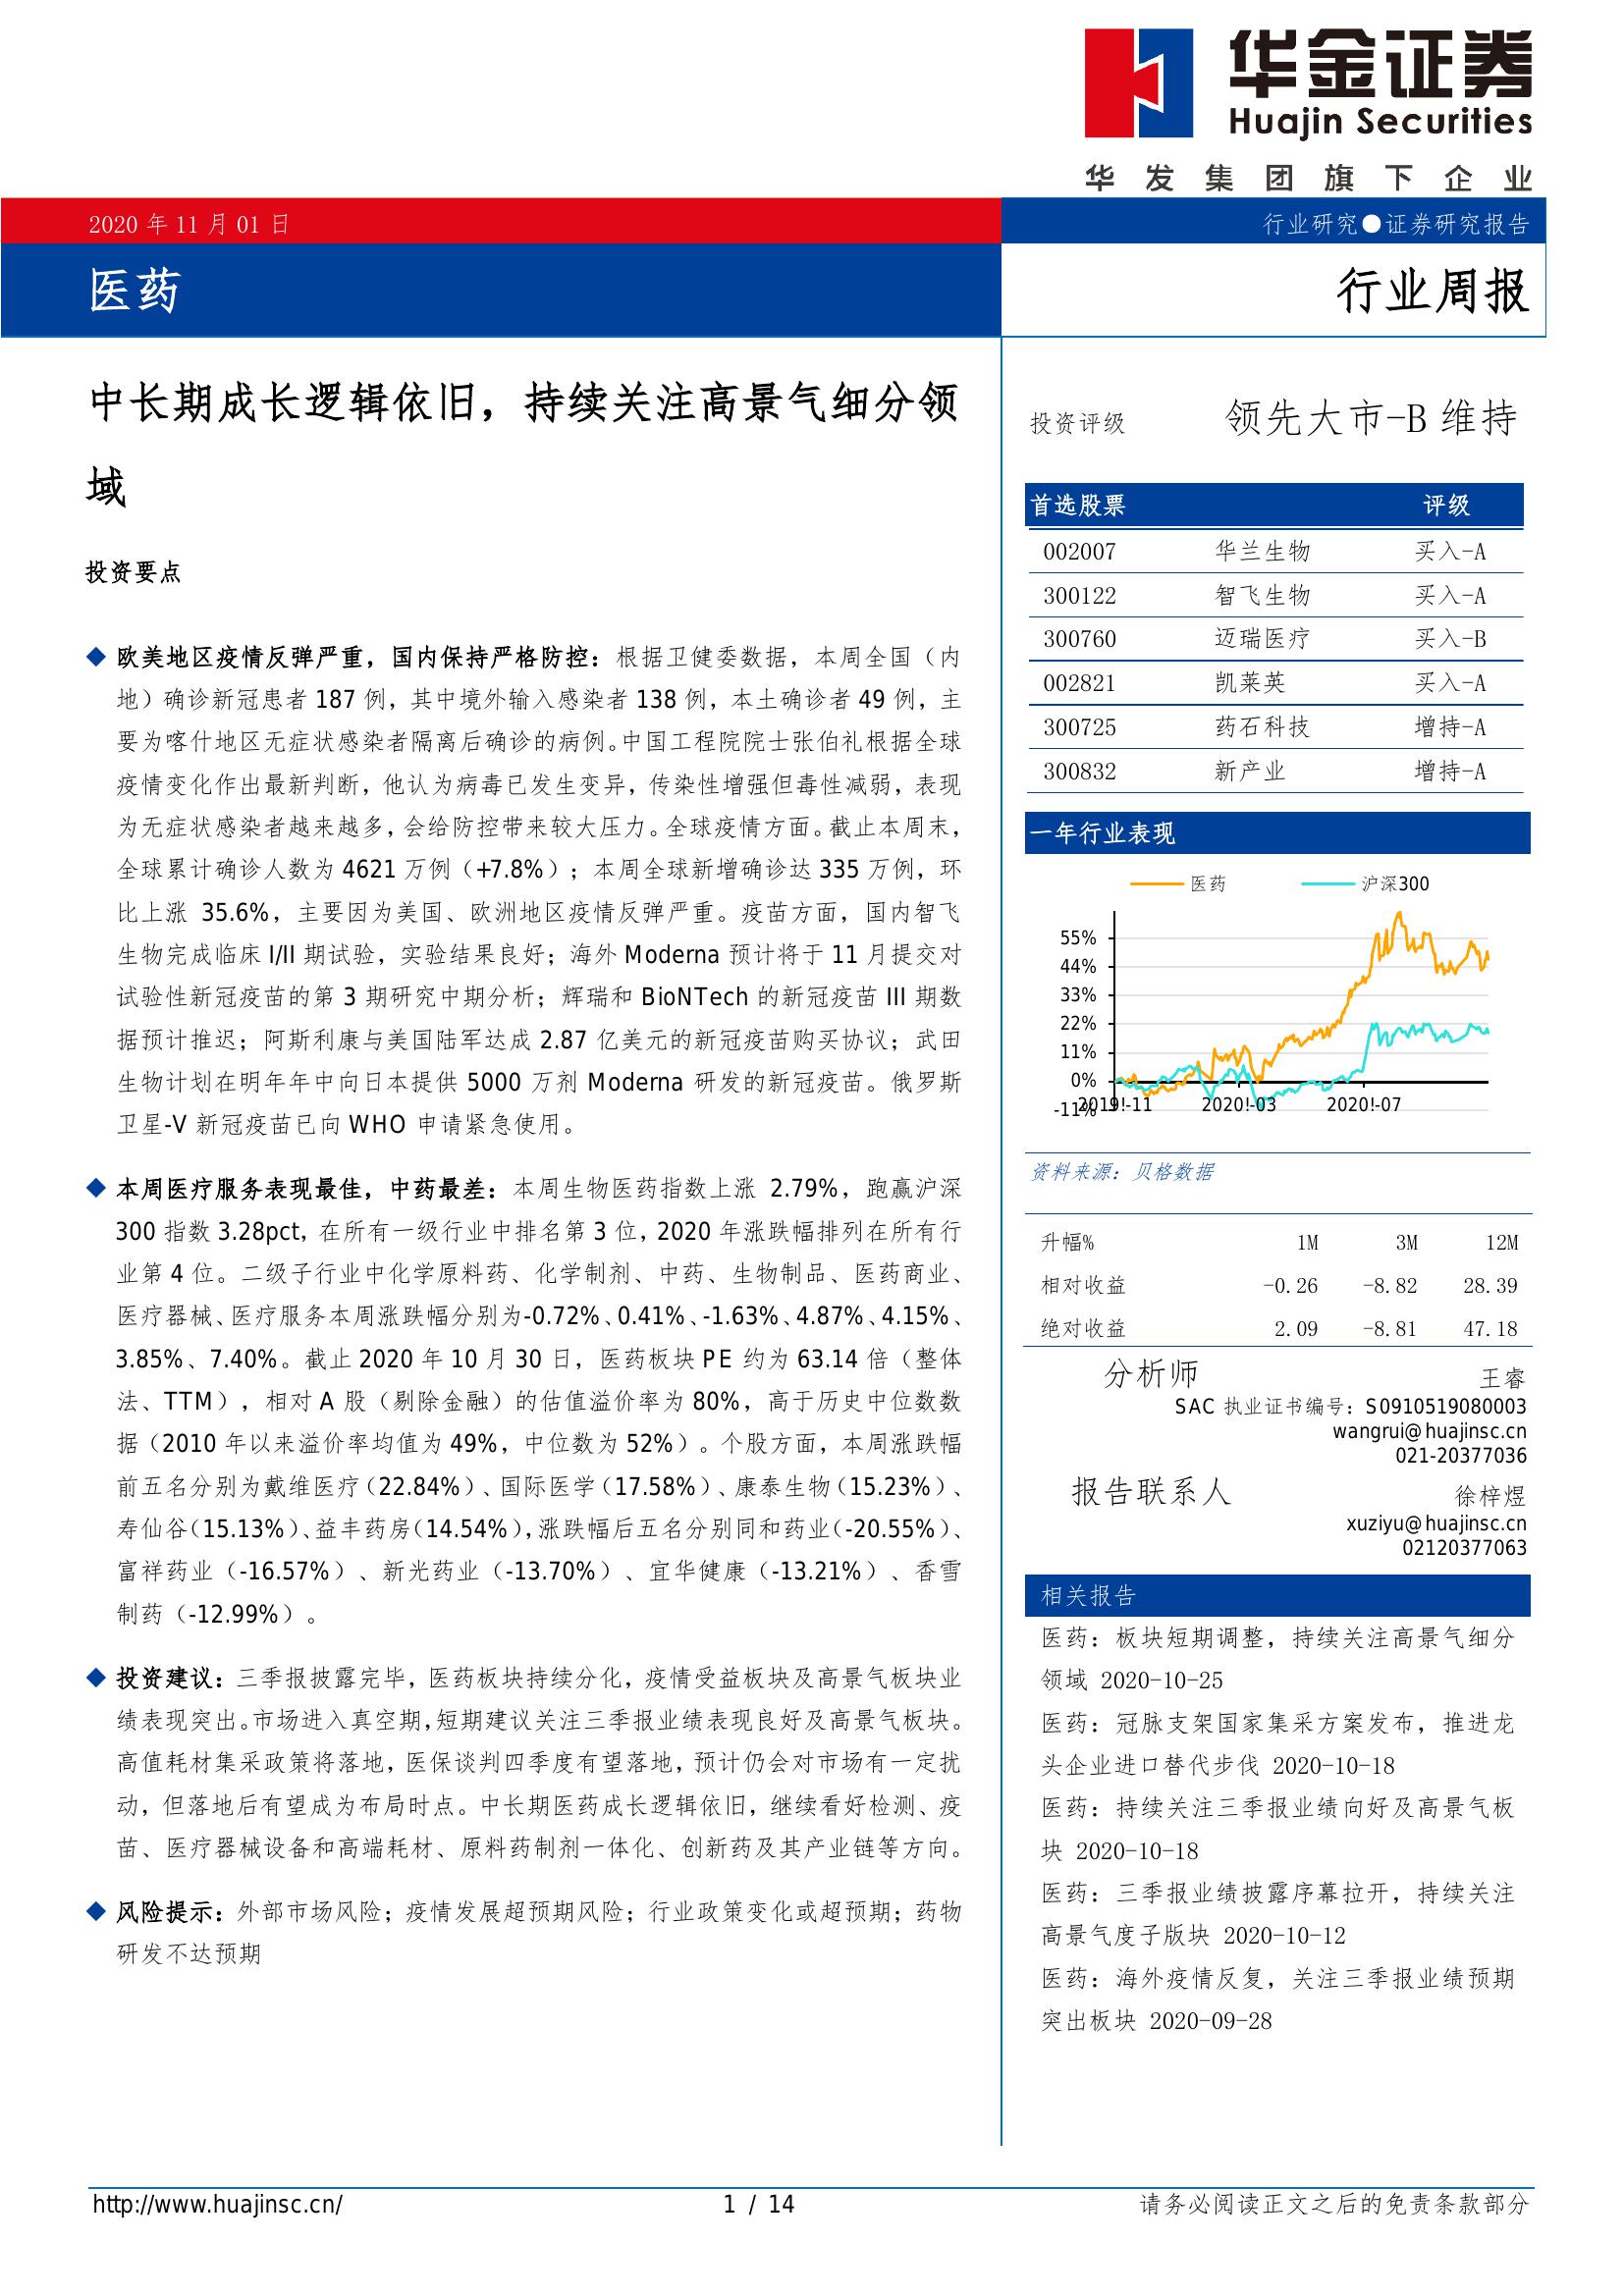 华金证券
Huajin Securities
华发集团旗下企业
2020 年 11 月 01 日
行业研究●证券研究报告
医药
行业周报
中长期成长逻辑依旧，持续关注高景气细分领
域
投资要点
◆ 欧美地区疫情反弹严重，国内保持严格防控：根据卫健委数据，本周全国（内
地）确诊新冠患者 187 例，其中境外输入感染者 138 例，本土确诊者 49 例，主
要为喀什地区无症状感染者隔离后确诊的病例。中国工程院院士张伯礼根据全球
疫情变化作出最新判断，他认为病毒已发生变异，传染性增强但毒性减弱，表现
为无症状感染者越来越多，会给防控带来较大压力。全球疫情方面。截止本周末，
全球累计确诊人数为 4621 万例（+7.8%）；本周全球新增确诊达 335 万例，环
比上涨 35.6%，主要因为美国、欧洲地区疫情反弹严重。疫苗方面，国内智飞
生物完成临床 I/II 期试验，实验结果良好；海外 Moderna 预计将于 11 月提交对
试验性新冠疫苗的第 3 期研究中期分析；辉瑞和 BioNTech 的新冠疫苗 III 期数
据预计推迟；阿斯利康与美国陆军达成 2.87 亿美元的新冠疫苗购买协议；武田
生物计划在明年年中向日本提供 5000 万剂 Moderna 研发的新冠疫苗。俄罗斯
卫星-V 新冠疫苗已向 WHO 申请紧急使用。
◆ 本周医疗服务表现最佳，中药最差：本周生物医药指数上涨 2.79%，跑赢沪深
300 指数 3.28pct，在所有一级行业中排名第 3 位，2020 年涨跌幅排列在所有行
业第 4 位。二级子行业中化学原料药、化学制剂、中药、生物制品、医药商业、
医疗器械、医疗服务本周涨跌幅分别为-0.72%、0.41%、-1.63%、4.87%、4.15%、
3.85%、7.40%。截止 2020 年 10 月 30 日，医药板块 PE 约为 63.14 倍（整体
法、TTM），相对 A 股（剔除金融）的估值溢价率为 80%，高于历史中位数数
据（2010 年以来溢价率均值为 49%，中位数为 52%）。个股方面，本周涨跌幅
前五名分别为戴维医疗（22.84%）、国际医学（17.58%）、康泰生物（15.23%）、
寿仙谷（15.13%）、益丰药房（14.54%），涨跌幅后五名分别同和药业（-20.55%）、
富祥药业（-16.57%）、新光药业（-13.70%）、宜华健康（-13.21%）、香雪
制药（-12.99%）。
◆ 投资建议：三季报披露完毕，医药板块持续分化，疫情受益板块及高景气板块业
绩表现突出。市场进入真空期，短期建议关注三季报业绩表现良好及高景气板块。
高值耗材集采政策将落地，医保谈判四季度有望落地，预计仍会对市场有一定扰
动，但落地后有望成为布局时点。中长期医药成长逻辑依旧，继续看好检测、疫
苗、医疗器械设备和高端耗材、原料药制剂一体化、创新药及其产业链等方向。
◆ 风险提示：外部市场风险；疫情发展超预期风险；行业政策变化或超预期；药物
研发不达预期
投资评级 领先大市-B 维持
首选股票 评级
002007 华兰生物 买入-A
300122 智飞生物 买入-A
300760 迈瑞医疗 买入-B
002821 凯莱英 买入-A
300725 药石科技 增持-A
300832 新产业 增持-A
一年行业表现
医药 沪深300
55%
44%
33%
22%
11%
0%
-11%
2019!-11 2020!-03 2020!-07
资料来源：贝格数据
升幅% 1M 3M 12M
相对收益 -0.26 -8.82 28.39
绝对收益 2.09 -8.81 47.18
分析师 王睿
SAC 执业证书编号：S0910519080003
wangrui@huajinsc.cn
021-20377036
报告联系人 徐梓煜
xuziyu@huajinsc.cn
02120377063
相关报告
医药：板块短期调整，持续关注高景气细分
领域 2020-10-25
医药：冠脉支架国家集采方案发布，推进龙
头企业进口替代步伐 2020-10-18
医药：持续关注三季报业绩向好及高景气板
块 2020-10-18
医药：三季报业绩披露序幕拉开，持续关注
高景气度子版块 2020-10-12
医药：海外疫情反复，关注三季报业绩预期
突出板块 2020-09-28
http://www.huajinsc.cn/ 1 / 14 请务必阅读正文之后的免责条款部分